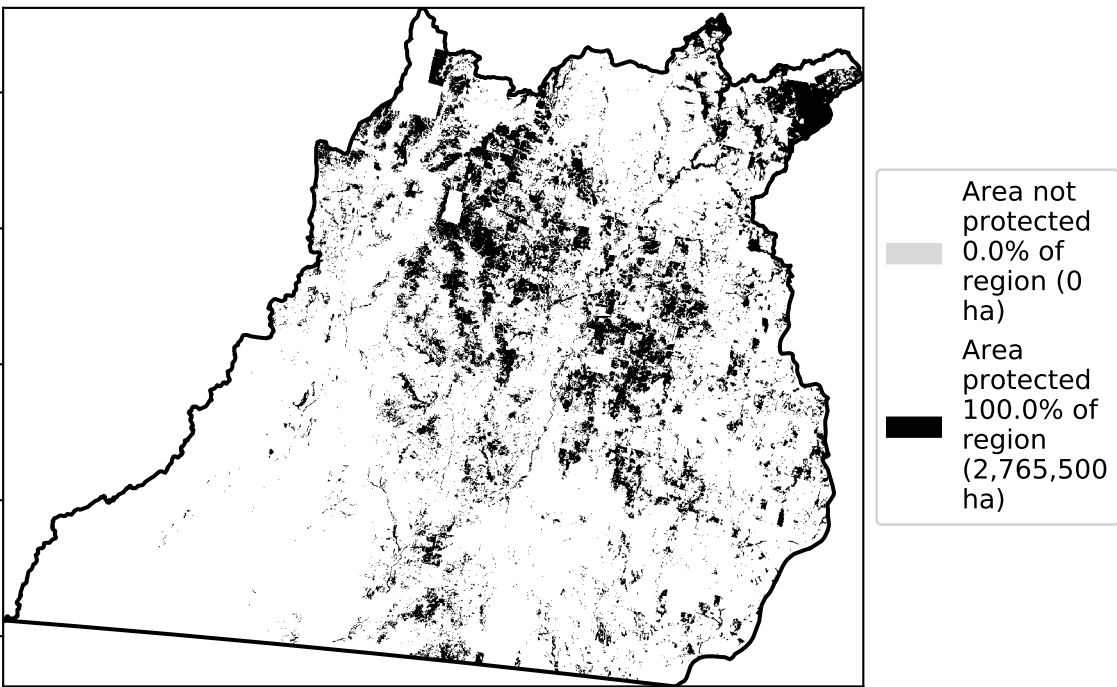 Area not
protected
0.0% of
region (0
ha)
Area
protected
100.0% of
region
(2,765,500
ha)